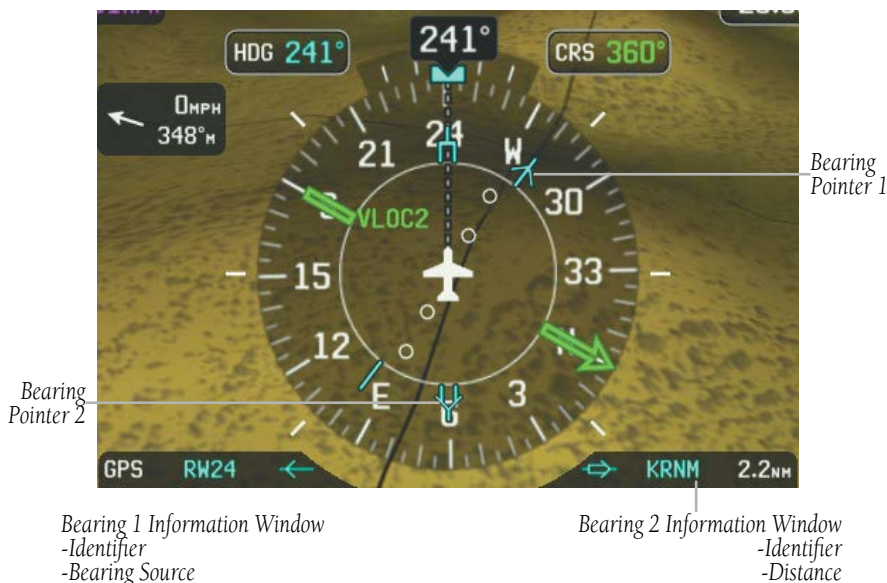 241°
HDG 241°
CRS 360°
0MPH
348°M
24
W
21
30
VLOC2
15
33
12
E
3
Bearing
Pointer 1
Bearing
Pointer 2
GPS RW24
KRNM 2.2NM
Bearing 1 Information Window
-Identifier
-Bearing Source
Bearing 2 Information Window
-Identifier
-Distance